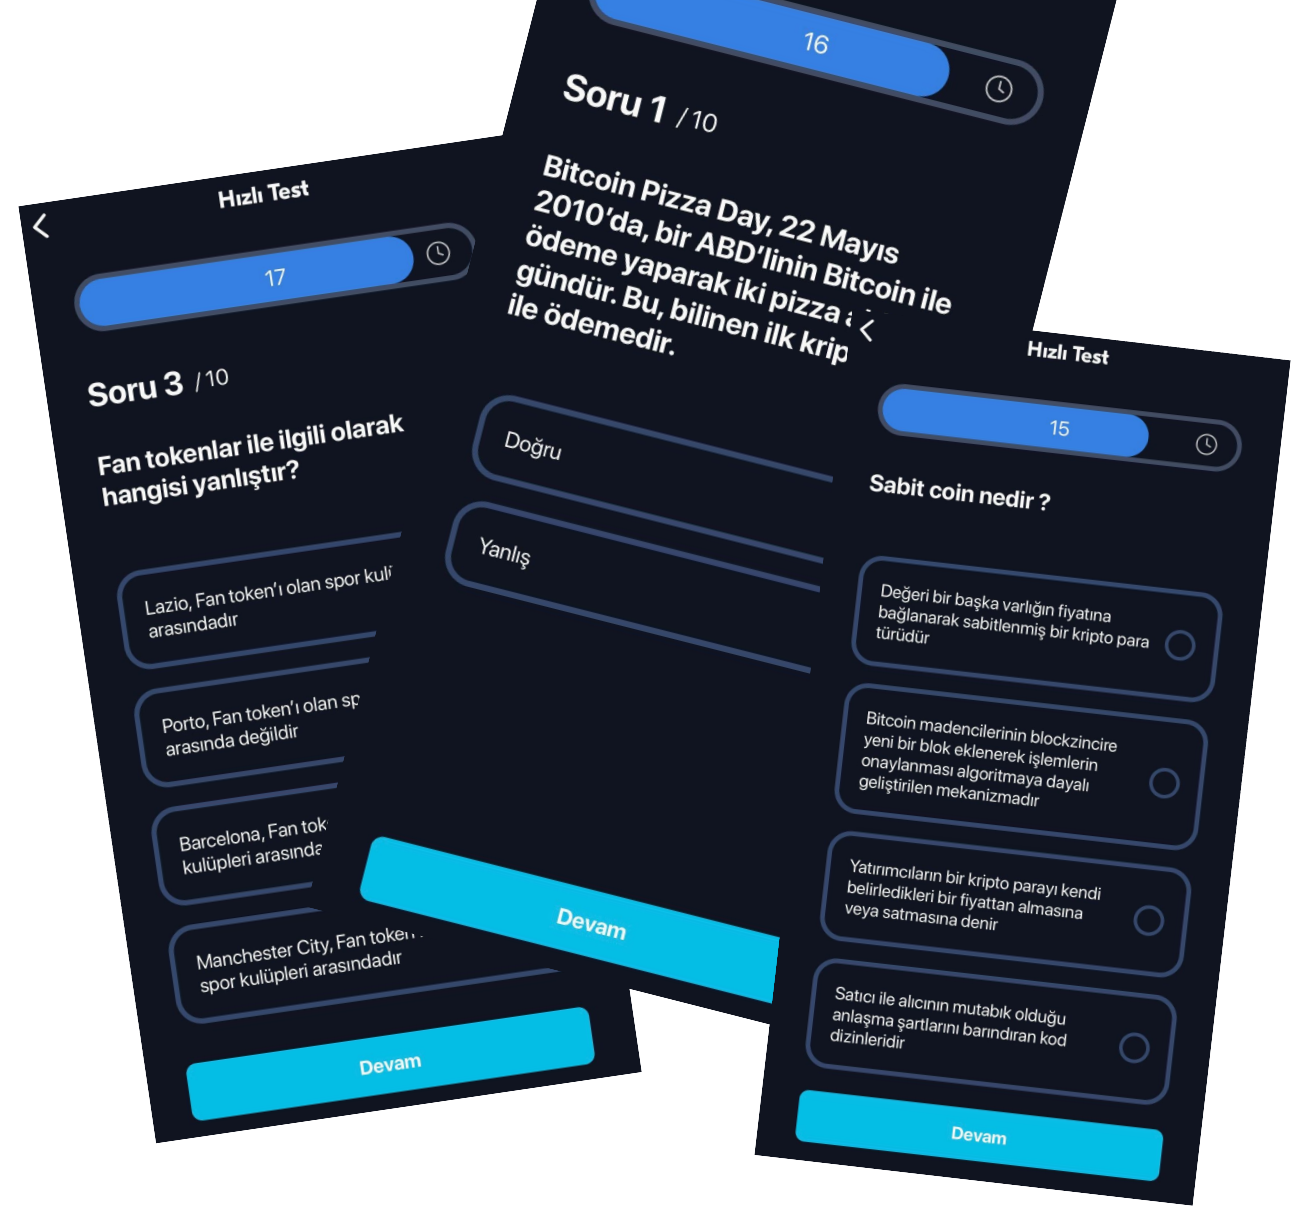 Hızlı Test
17
Soru 3 / 10
Fan tokenlar ile ilgili olarak
hangisi yanlıştır?
Lazio, Fan token’ı olan spor
arasındadır
Porto, Fan token’ı olan
arasında değildir
Barcelona, Fan
kulüpleri
Manchester City, Fan
spor kulüpleri arasındadır
Devam
16
Soru 1 / 10
Bitcoin Pizza Day, 22 Mayıs
2010’da, bir ABD’linin Bitcoin ile
ödeme yaparak iki pizza
gündür. Bu, bilinen ilk
ile ödemedir.
Doğru
Yanlış
Devam
Hızlı Test
15
Sabit coin nedir ?
Değeri bir başka varlığın fiyatına
bağlanarak sabitlenmiş bir kripto para
türüdür
Bitcoin madencilerinin blockzincire
yeni bir blok eklenerek işlemlerin
onaylanması algoritmaya dayalı
geliştirilen mekanizmadır
Yatırımcıların bir kripto parayı kendi
belirledikleri bir fiyattan almasına
veya satmasına denir
Satıcı ile alıcının mutabık olduğu
anlaşma şartlarını barındıran kod
dizinleridir
Devam